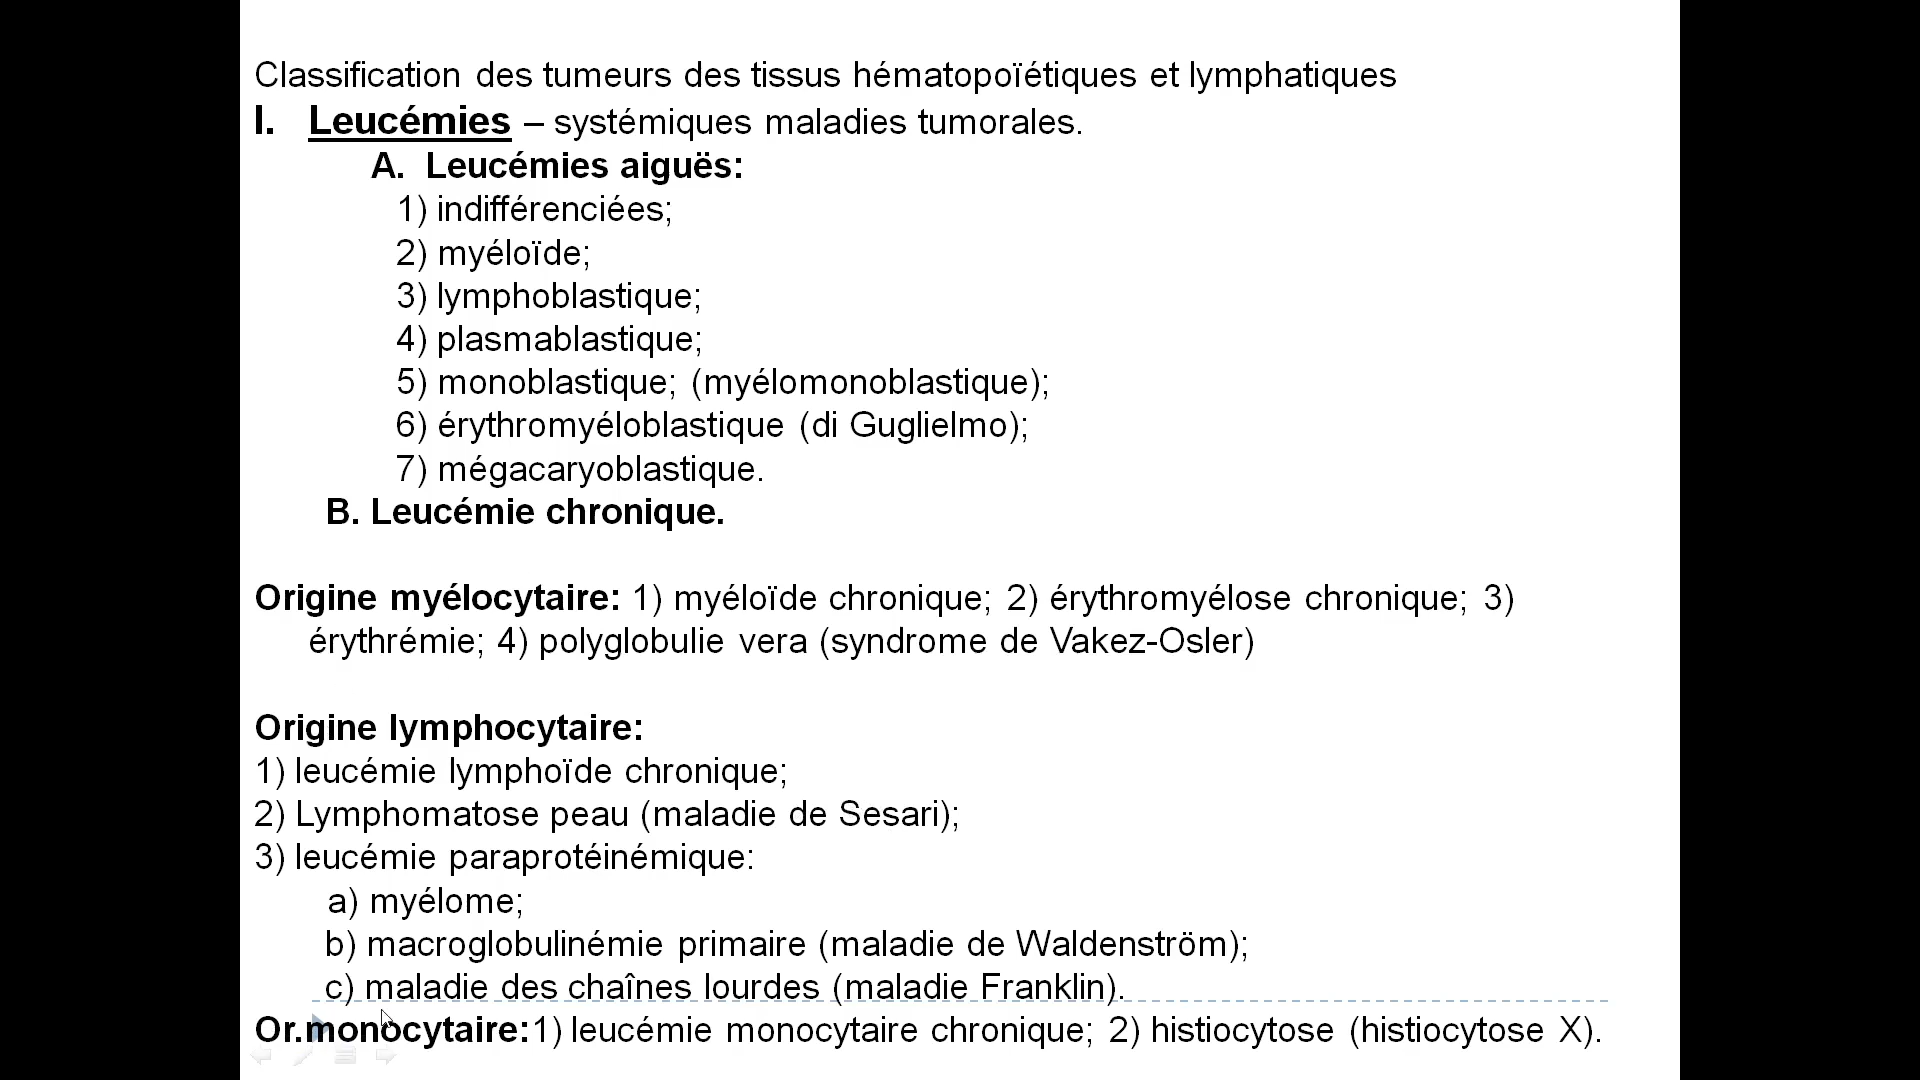 Classification des tumeurs des tissus hématopoïétiques et lymphatiques
I. Leucémies – systémiques maladies tumorales.
A. Leucémies aiguës:
1) indifférenciées;
2) myéloïde;
3) lymphoblastique;
4) plasmablastique;
5) monoblastique; (myélomonoblastique);
6) érythromyéloblastique (di Guglielmo);
7) mégacaryoblastique.
B. Leucémie chronique.
Origine myélocytaire: 1) myéloïde chronique; 2) érythromyélose chronique; 3)
érythrémie; 4) polyglobulie vera (syndrome de Vakez-Osler)
Origine lymphocytaire:
1) leucémie lymphoïde chronique;
2) Lymphomatose peau (maladie de Sesari);
3) leucémie paraprotéinémique:
a) myélome;
b) macroglobulinémie primaire (maladie de Waldenström);
c) maladie des chaînes lourdes (maladie Franklin).
Or.monocytaire:1) leucémie monocytaire chronique; 2) histiocytose (histiocytose X).